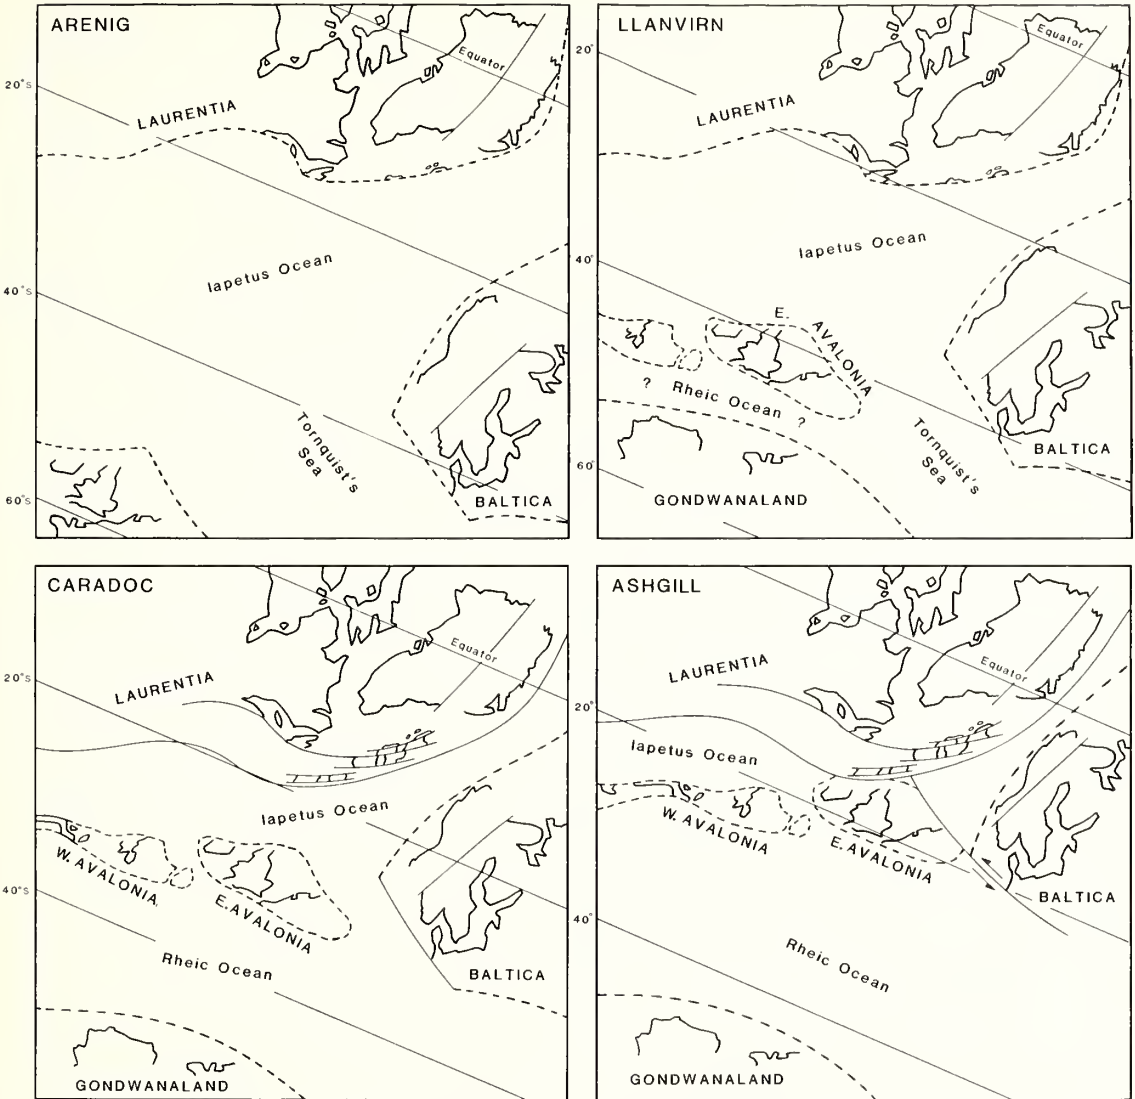 ARENIG
Equator
20°S
LAURENTIA
Iapetus Ocean
40°S
Tornquist's
Sea
60°S
BALTICA
LLANVIRN
Equator
20°
LAURENTIA
Iapetus Ocean
40°
E. AVALONIA
?
Rheic Ocean
?
Tornquist's
Sea
BALTICA
60°
GONDWANALAND
CARADOC
Equator
20°S
LAURENTIA
Iapetus Ocean
W. AVALONIA
40°S
E. AVALONIA
Rheic Ocean
BALTICA
GONDWANALAND
ASHGILL
Equator
LAURENTIA
20°
Iapetus Ocean
W. AVALONIA
E. AVALONIA
BALTICA
40°
Rheic Ocean
GONDWANALAND